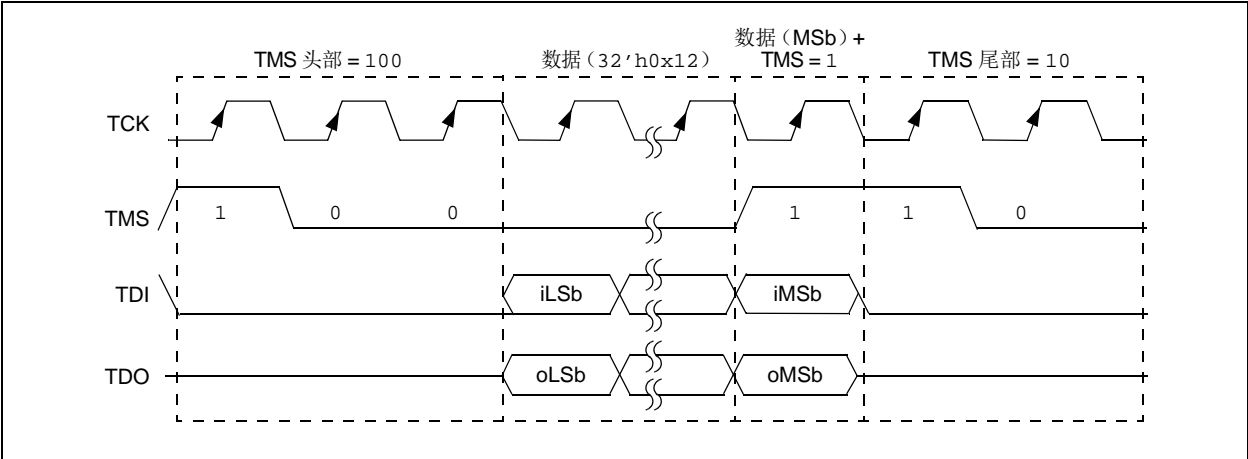 数据（MSb）+
TMS 头部 = 100
数据（32'h0x12）
TMS = 1
TMS 尾部 = 10
TCK
TMS
1
0
0
1
1
0
TDI
iLSb
iMSb
TDO
oLSb
oMSb